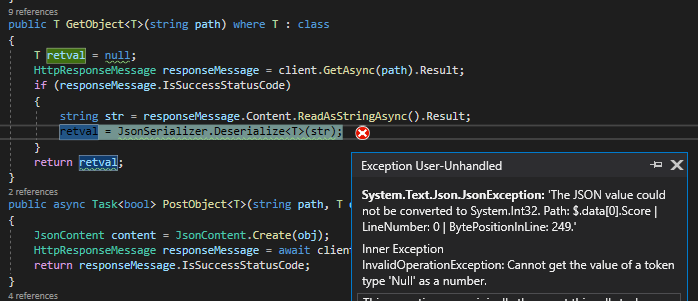 9 references
public T GetObject<T>(string path) where T : class
{
T retval = null;
HttpResponseMessage responseMessage = client.GetAsync(path).Result;
if (responseMessage.IsSuccessStatusCode)
{
string str = responseMessage.Content.ReadAsStringAsync().Result;
retval = JsonSerializer.Deserialize<T>(str);
}
return retval;
}
Exception User-Unhandled
System.Text.Json.JsonException: 'The JSON value could
not be converted to System.Int32. Path: $.data[0].Score |
LineNumber: 0 | BytePositionInLine: 249.'
Inner Exception
InvalidOperationException: Cannot get the value of a token
type 'Null' as a number.
2 references
public async Task<bool> PostObject<T>(string path, T
{
JsonContent content = JsonContent.Create(obj);
HttpResponseMessage responseMessage = await client
return responseMessage.IsSuccessStatusCode;
}
4 references